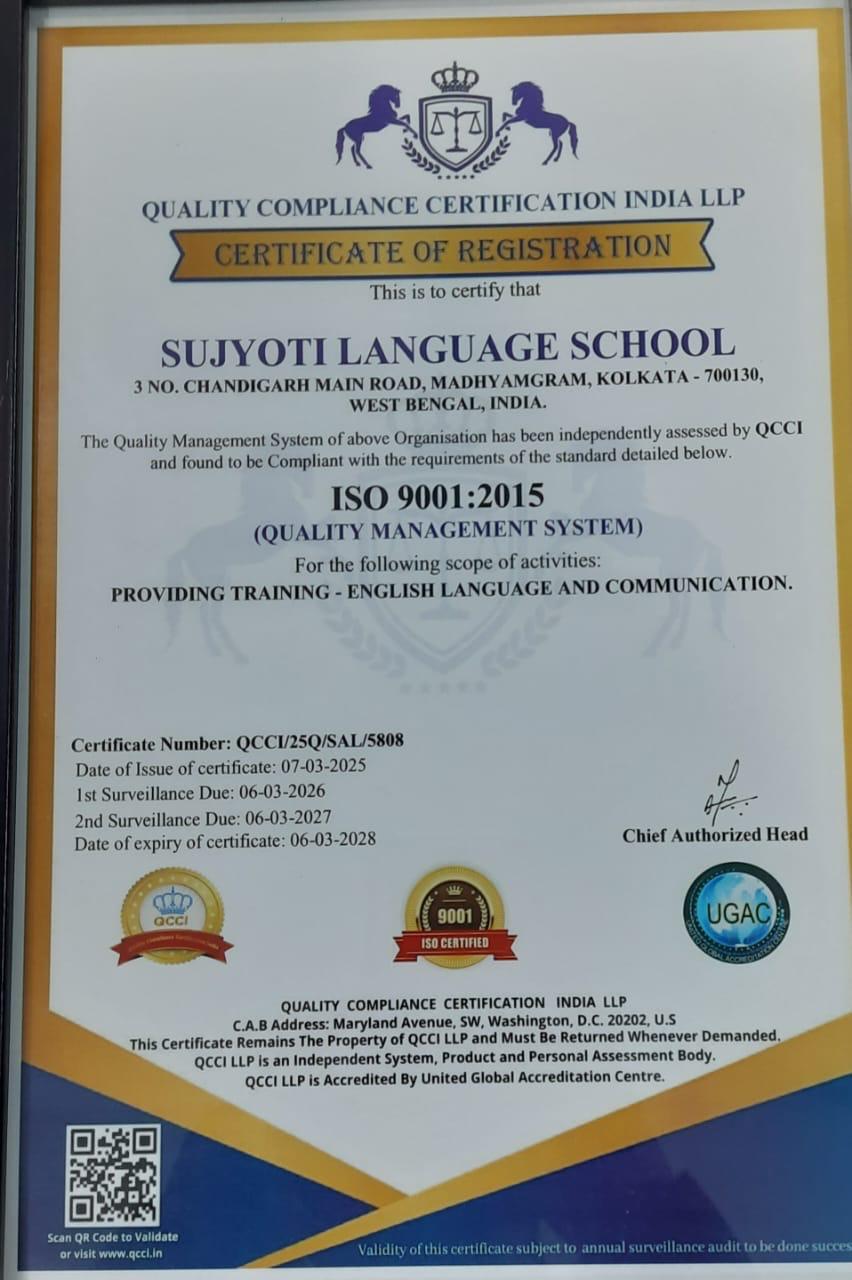 QUALITY COMPLIANCE CERTIFICATION INDIA LLP
CERTIFICATE OF REGISTRATION
This is to certify that
SUJYOTI LANGUAGE SCHOOL
3 NO. CHANDIGARH MAIN ROAD, MADHYAMGRAM, KOLKATA - 700130,
WEST BENGAL, INDIA.
The Quality Management System of above Organisation has been independently assessed by QCCI
and found to be Compliant with the requirements of the standard detailed below.
ISO 9001:2015
(QUALITY MANAGEMENT SYSTEM)
For the following scope of activities:
PROVIDING TRAINING - ENGLISH LANGUAGE AND COMMUNICATION.
Certificate Number: QCCI/25Q/SAL/5808
Date of Issue of certificate: 07-03-2025
1st Surveillance Due: 06-03-2026
2nd Surveillance Due: 06-03-2027
Date of expiry of certificate: 06-03-2028
Chief Authorized Head
QCCI
9001
ISO CERTIFIED
UGAC
QUALITY COMPLIANCE CERTIFICATION INDIA LLP
C.A.B Address: Maryland Avenue, SW, Washington, D.C. 20202, U.S
This Certificate Remains The Property of QCCI LLP and Must Be Returned Whenever Demanded.
QCCI LLP is an Independent System, Product and Personal Assessment Body.
QCCI LLP is Accredited By United Global Accreditation Centre.
Scan QR Code to Validate
or visit www.qcci.in
Validity of this certificate subject to annual surveillance audit to be done succes